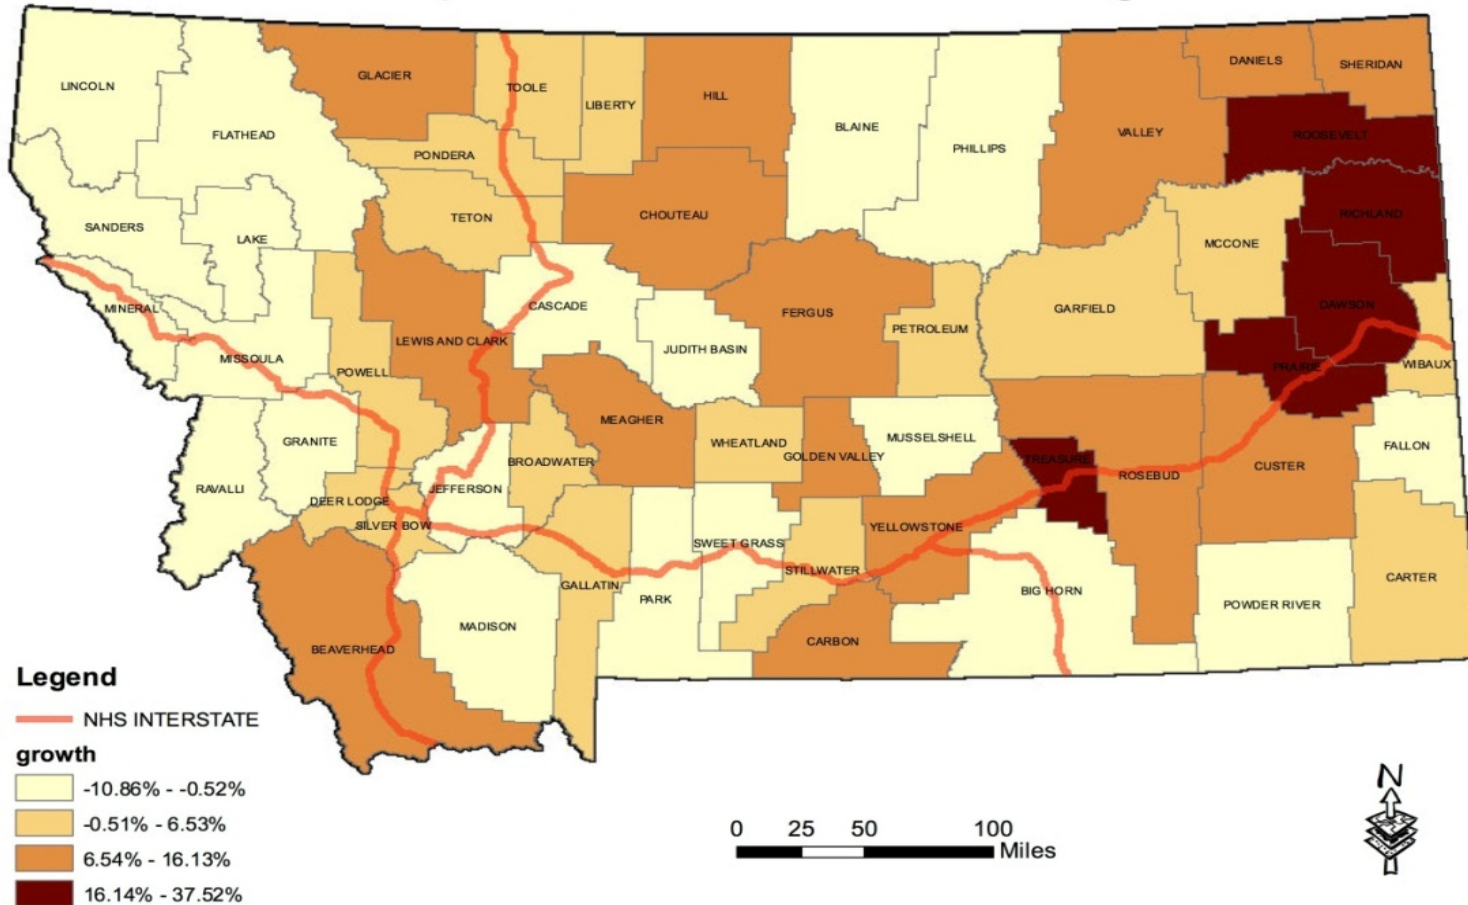 DANIELS
SHERIDAN
GLACIER
TOOLE
LIBERTY
HILL
LINCOLN
FLATHEAD
BLAINE
PHILLIPS
VALLEY
ROOSEVELT
PONDERA
TETON
CHOUTEAU
RICHLAND
SANDERS
LAKE
MCCONE
MINERAL
CASCADE
FERGUS
GARFIELD
DAWSON
PETROLEUM
LEWIS AND CLARK
JUDITH BASIN
MISSOULA
POWELL
PRAIRIE
WIBAUX
MEAGHER
GRANITE
WHEATLAND
MUSSELSHELL
FALLON
BROADWATER
GOLDEN VALLEY
TREASURE
CUSTER
ROSEBUD
RAVALLI
JEFFERSON
DEER LODGE
SILVER BOW
YELLOWSTONE
SWEET GRASS
STILLWATER
CARTER
GALLATIN
BIG HORN
PARK
POWDER RIVER
MADISON
CARBON
BEAVERHEAD
Legend
NHS INTERSTATE
growth
-10.86% - -0.52%
-0.51% - 6.53%
6.54% - 16.13%
16.14% - 37.52%
0 25 50 100
Miles
N